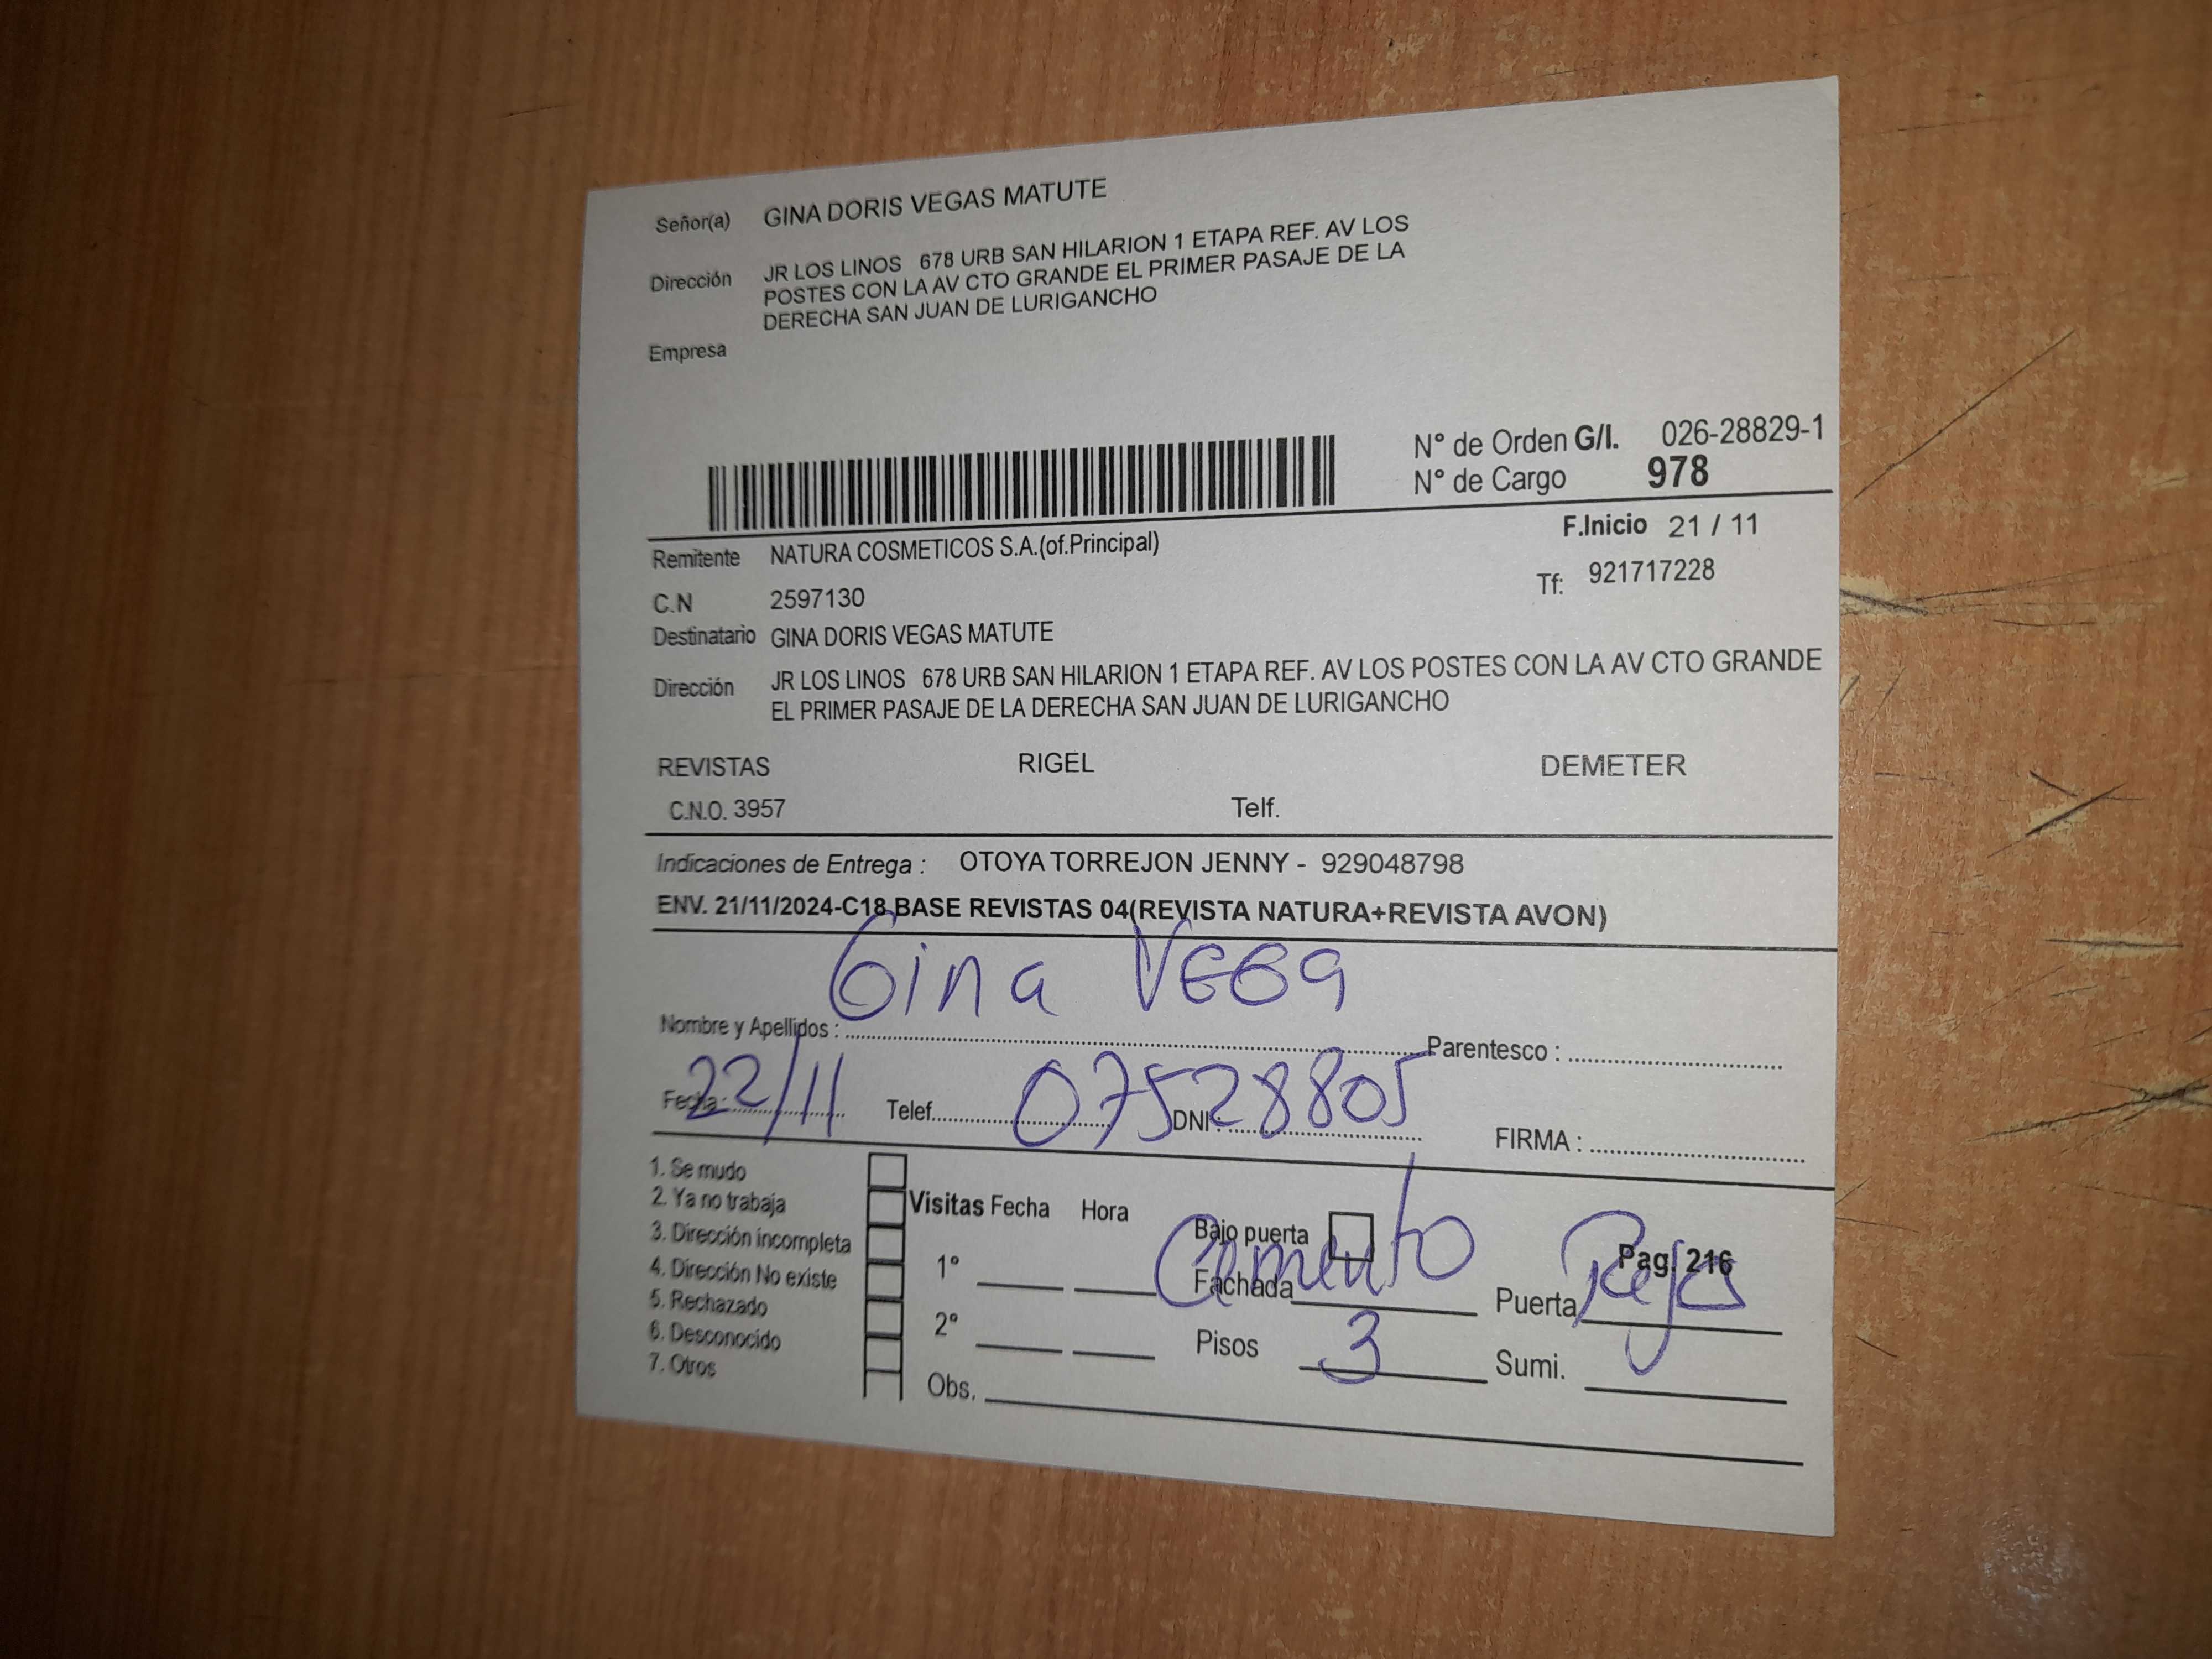 Señor(a) GINA DORIS VEGAS MATUTE
Dirección JR LOS LINOS 678 URB SAN HILARION 1 ETAPA REF. AV LOS
POSTES CON LA AV CTO GRANDE EL PRIMER PASAJE DE LA
DERECHA SAN JUAN DE LURIGANCHO
Empresa
N° de Orden G/I. 026-28829-1
N° de Cargo 978
F.Inicio 21 / 11
Remitente NATURA COSMETICOS S.A.(of.Principal)
Tf: 921717228
C.N 2597130
Destinatario GINA DORIS VEGAS MATUTE
Dirección JR LOS LINOS 678 URB SAN HILARION 1 ETAPA REF. AV LOS POSTES CON LA AV CTO GRANDE
EL PRIMER PASAJE DE LA DERECHA SAN JUAN DE LURIGANCHO
REVISTAS RIGEL DEMETER
C.N.O. 3957 Telf.
Indicaciones de Entrega : OTOYA TORREJON JENNY - 929048798
ENV. 21/11/2024-C18 BASE REVISTAS 04(REVISTA NATURA+REVISTA AVON)
Gina VEGA
Nombre y Apellidos : Parentesco :
Fecha: 22/11 Telef. DNI: 07528805 FIRMA :
1. Se mudo
2. Ya no trabaja
3. Dirección incompleta
4. Dirección No existe
5. Rechazado
6. Desconocido
7. Otros
Visitas Fecha Hora
1°
2°
Obs.
Bajo puerta Pag. 216
Fachada Cemento Puerta Rejas
Pisos 3 Sumi.